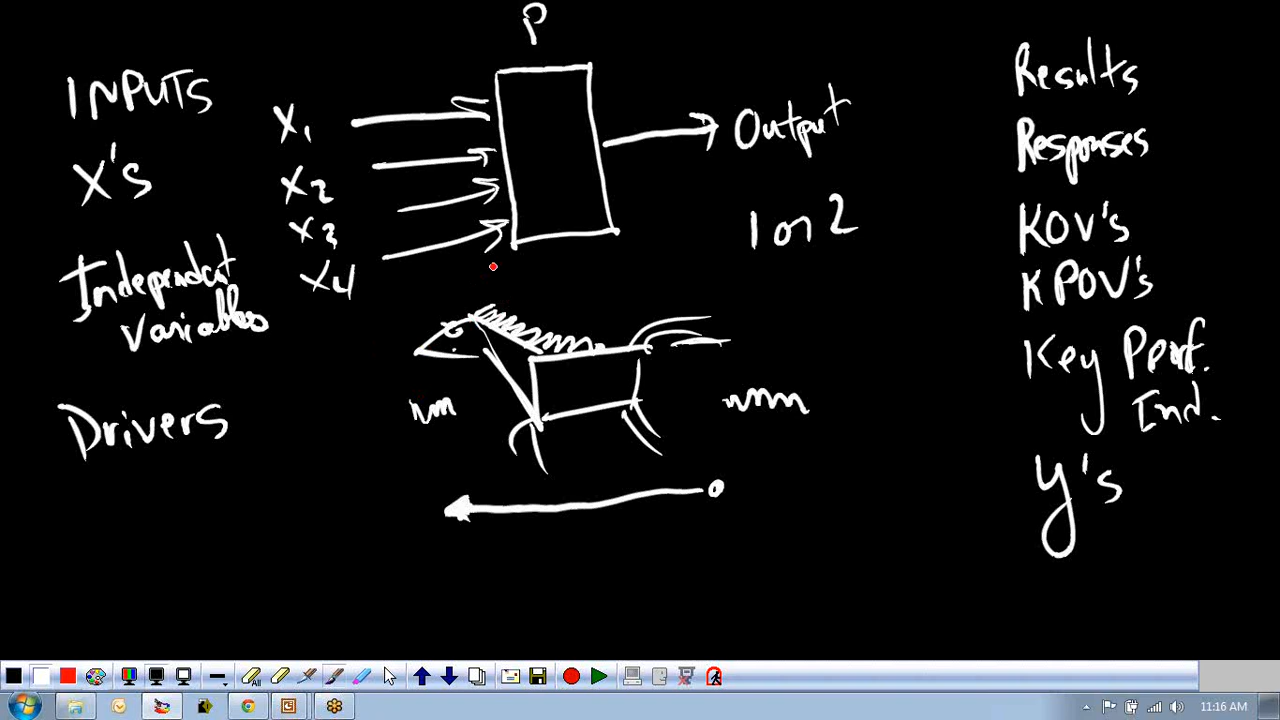 P
INPUTS
X's
Independent
Variables
Drivers
X1
X2
X3
X4
Output
1 or 2
Results
Responses
KOV's
KPOV's
Key Perf.
Ind.
y's
All
11:16 AM